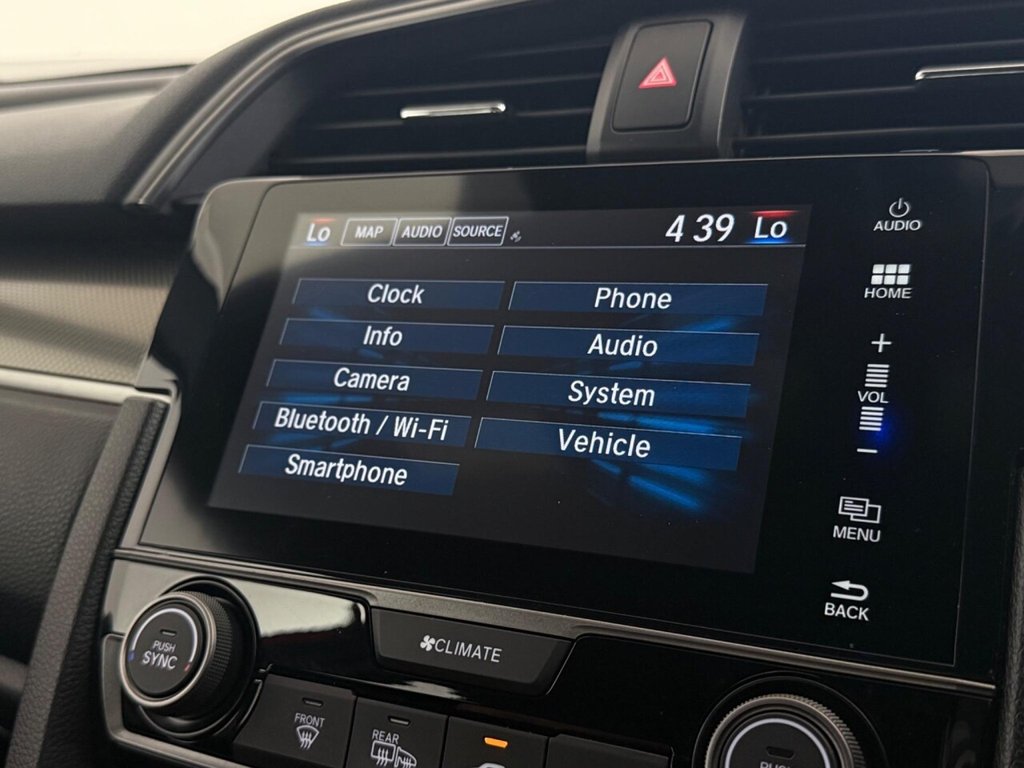 Lo MAP AUDIO SOURCE 4 39 Lo
AUDIO
HOME
+
VOL
−
MENU
BACK
Clock
Info
Camera
Bluetooth / Wi-Fi
Smartphone
Phone
Audio
System
Vehicle
PUSH
SYNC
CLIMATE
FRONT
REAR